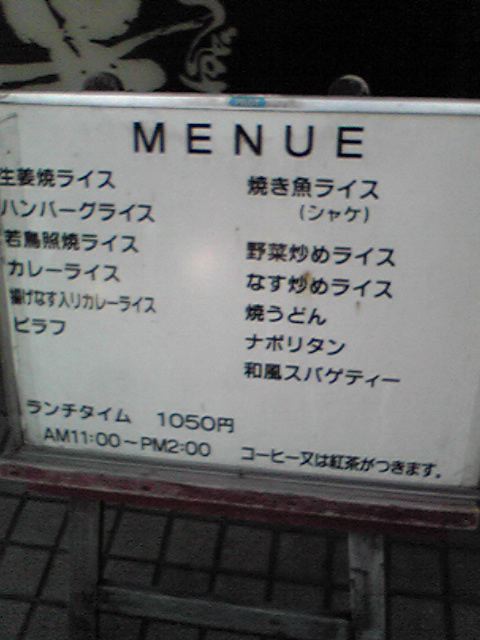 MENUE
生姜焼ライス
ハンバーグライス
若鳥照焼ライス
カレーライス
揚げなす入りカレーライス
ピラフ
焼き魚ライス
(シャケ)
野菜炒めライス
なす炒めライス
焼うどん
ナポリタン
和風スパゲティー
ランチタイム 1050円
AM11:00〜PM2:00
コーヒー又は紅茶がつきます。